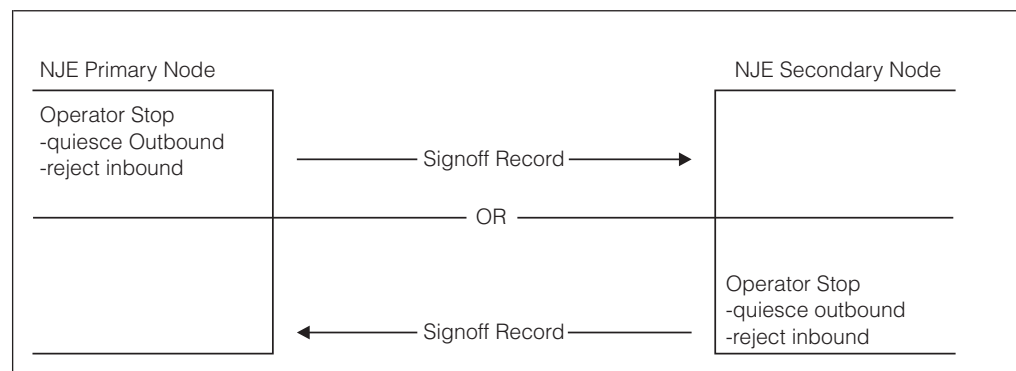 NJE Primary Node
NJE Secondary Node
Operator Stop
-quiesce Outbound
-reject inbound
Signoff Record
OR
Operator Stop
-quiesce outbound
-reject inbound
Signoff Record